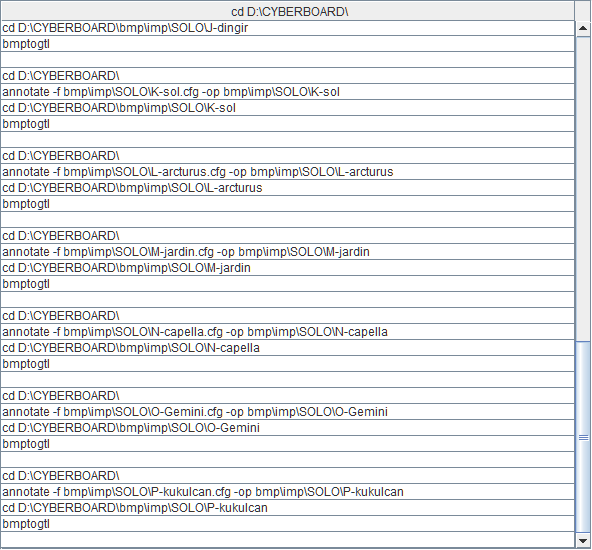 cd D:\CYBERBOARD\
cd D:\CYBERBOARD\bmp\imp\SOLO\J-dingir
bmptogtl
cd D:\CYBERBOARD\
annotate -f bmp\imp\SOLO\K-sol.cfg -op bmp\imp\SOLO\K-sol
cd D:\CYBERBOARD\bmp\imp\SOLO\K-sol
bmptogtl
cd D:\CYBERBOARD\
annotate -f bmp\imp\SOLO\L-arcturus.cfg -op bmp\imp\SOLO\L-arcturus
cd D:\CYBERBOARD\bmp\imp\SOLO\L-arcturus
bmptogtl
cd D:\CYBERBOARD\
annotate -f bmp\imp\SOLO\M-jardin.cfg -op bmp\imp\SOLO\M-jardin
cd D:\CYBERBOARD\bmp\imp\SOLO\M-jardin
bmptogtl
cd D:\CYBERBOARD\
annotate -f bmp\imp\SOLO\N-capella.cfg -op bmp\imp\SOLO\N-capella
cd D:\CYBERBOARD\bmp\imp\SOLO\N-capella
bmptogtl
cd D:\CYBERBOARD\
annotate -f bmp\imp\SOLO\O-Gemini.cfg -op bmp\imp\SOLO\O-Gemini
cd D:\CYBERBOARD\bmp\imp\SOLO\O-Gemini
bmptogtl
cd D:\CYBERBOARD\
annotate -f bmp\imp\SOLO\P-kukulcan.cfg -op bmp\imp\SOLO\P-kukulcan
cd D:\CYBERBOARD\bmp\imp\SOLO\P-kukulcan
bmptogtl